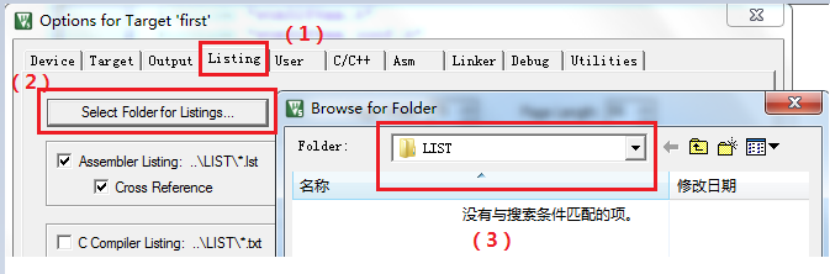 Options for Target 'first'
(1)
Device Target Output Listing User C/C++ Asm Linker Debug Utilities
(2)
Select Folder for Listings...
Browse for Folder
Folder: LIST
Assembler Listing: ..\LIST\*.lst
Cross Reference
名称 修改日期
没有与搜索条件匹配的项。
C Compiler Listing: ..\LIST\*.txt
(3)